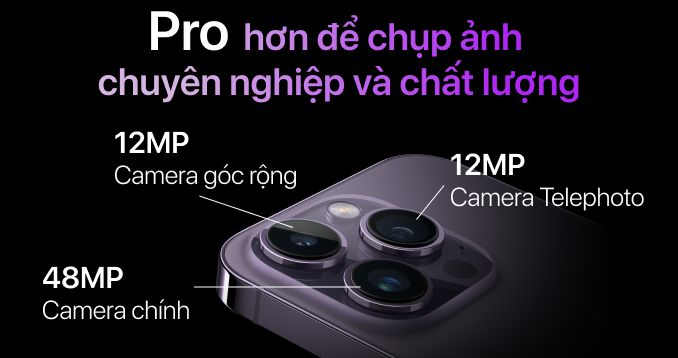 Pro hơn để chụp ảnh
chuyên nghiệp và chất lượng
12MP
Camera góc rộng
12MP
Camera Telephoto
48MP
Camera chính